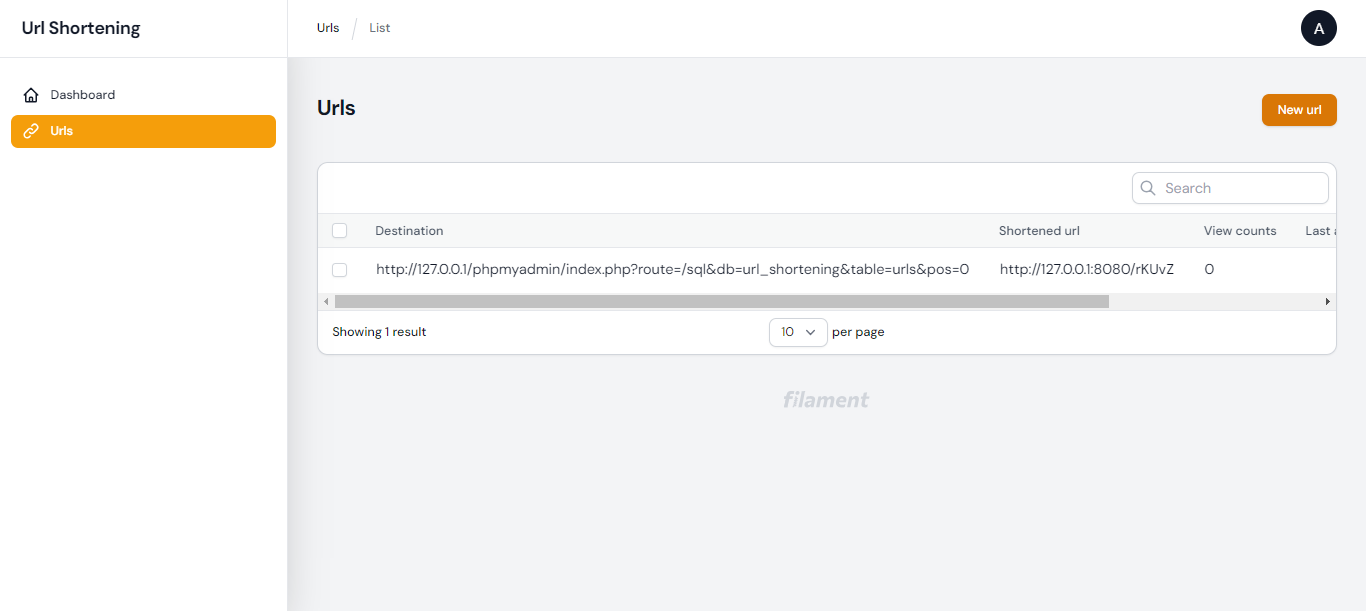 Url Shortening
Urls / List
A
Dashboard
Urls
Urls
New url
Search
Destination Shortened url View counts Last a
http://127.0.0.1/phpmyadmin/index.php?route=/sql&db=url_shortening&table=urls&pos=0 http://127.0.0.1:8080/rKUvZ 0
Showing 1 result 10 per page
filament